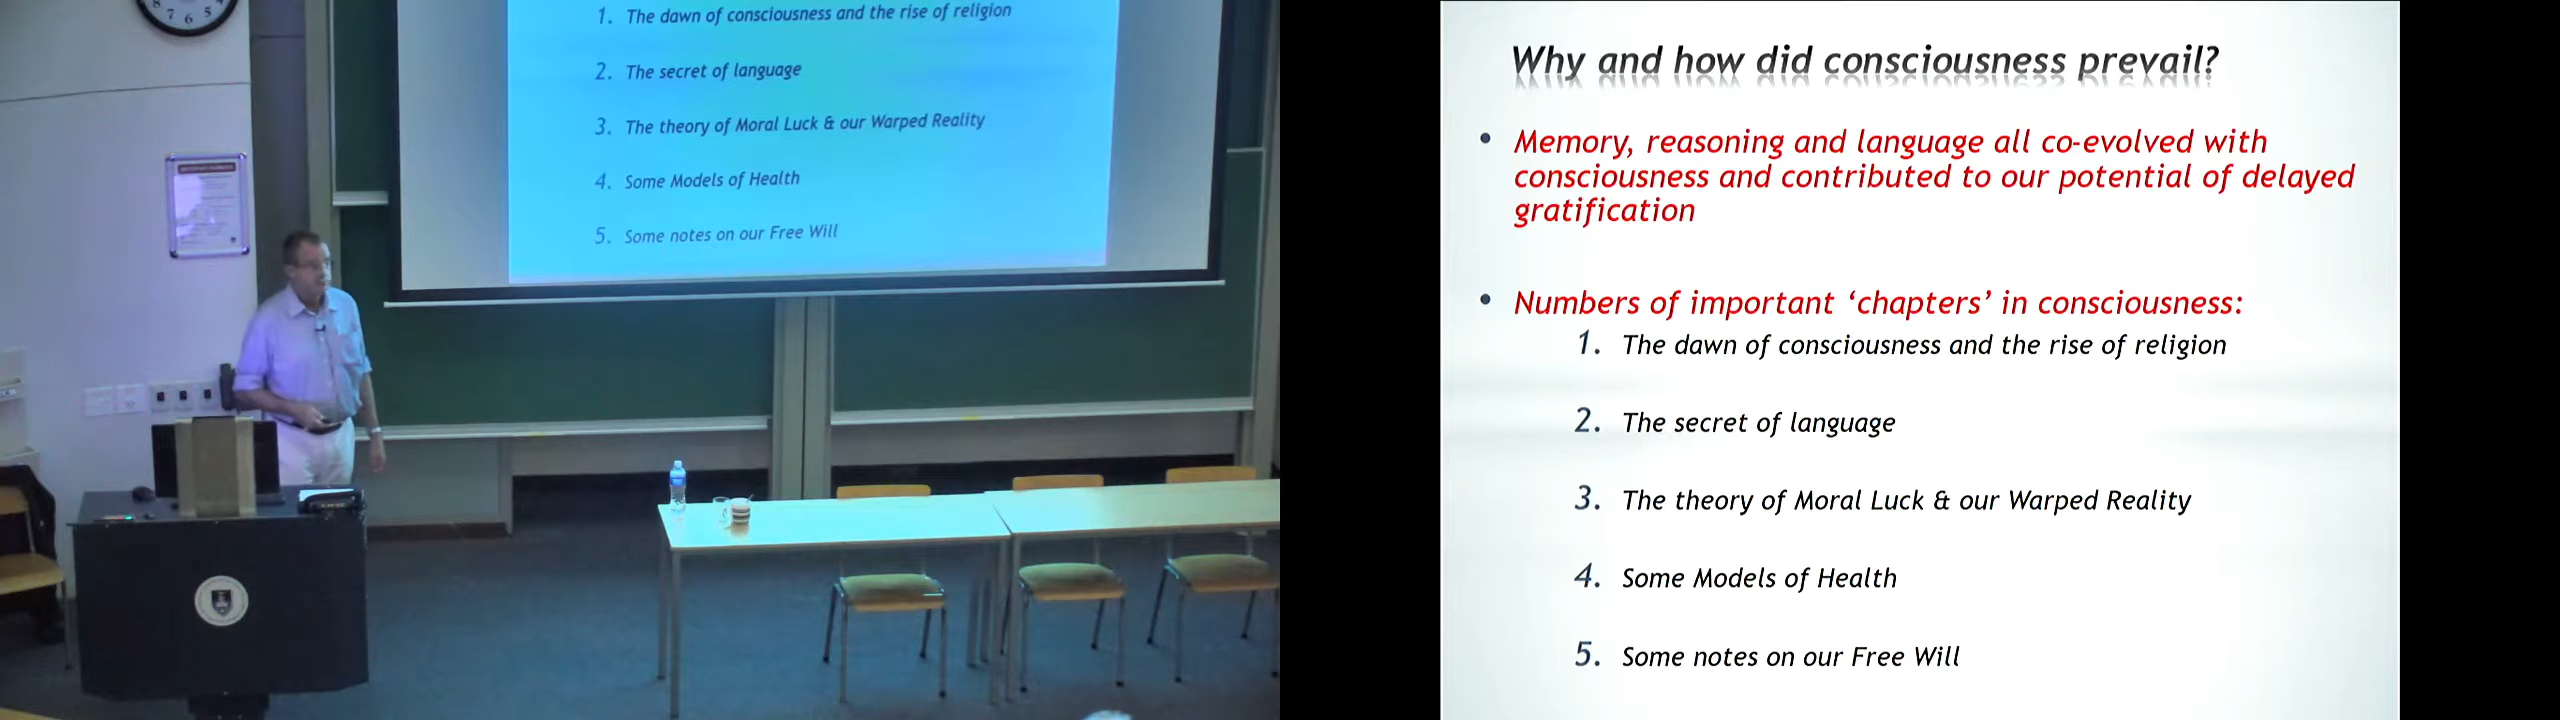 7 6 5
1. The dawn of consciousness and the rise of religion
2. The secret of language
3. The theory of Moral Luck & our Warped Reality
4. Some Models of Health
5. Some notes on our Free Will
Why and how did consciousness prevail?
• Memory, reasoning and language all co-evolved with
consciousness and contributed to our potential of delayed
gratification
• Numbers of important ‘chapters’ in consciousness:
1. The dawn of consciousness and the rise of religion
2. The secret of language
3. The theory of Moral Luck & our Warped Reality
4. Some Models of Health
5. Some notes on our Free Will